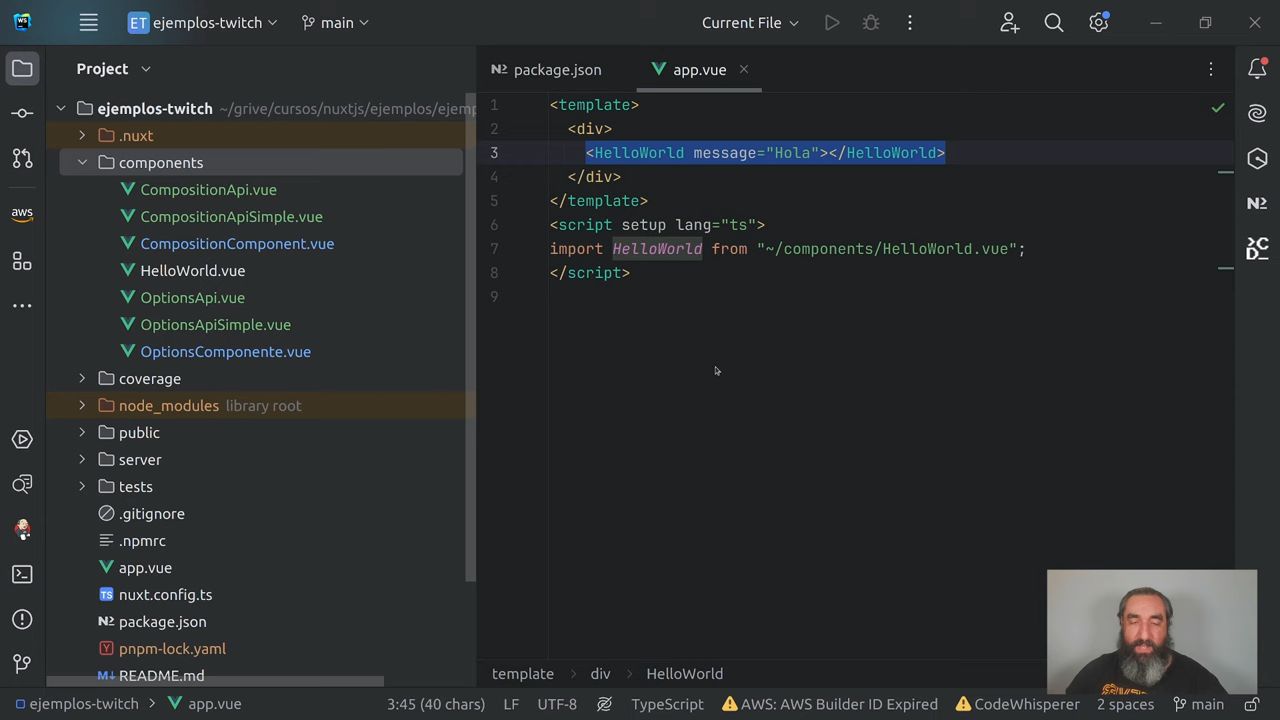 WS
ET ejemplos-twitch
main
Current File
Project
package.json
app.vue
ejemplos-twitch ~/grive/cursos/nuxtjs/ejemplos/ejemp
.nuxt
components
CompositionApi.vue
CompositionApiSimple.vue
CompositionComponent.vue
HelloWorld.vue
OptionsApi.vue
OptionsApiSimple.vue
OptionsComponente.vue
coverage
node_modules library root
public
server
tests
.gitignore
.npmrc
app.vue
nuxt.config.ts
package.json
pnpm-lock.yaml
README.md
aws
1 <template>
2 <div>
3 <HelloWorld message="Hola"></HelloWorld>
4 </div>
5 </template>
6 <script setup lang="ts">
7 import HelloWorld from "~/components/HelloWorld.vue";
8 </script>
9
template > div > HelloWorld
ejemplos-twitch > app.vue
3:45 (40 chars) LF UTF-8 TypeScript AWS: AWS Builder ID Expired CodeWhisperer 2 spaces main